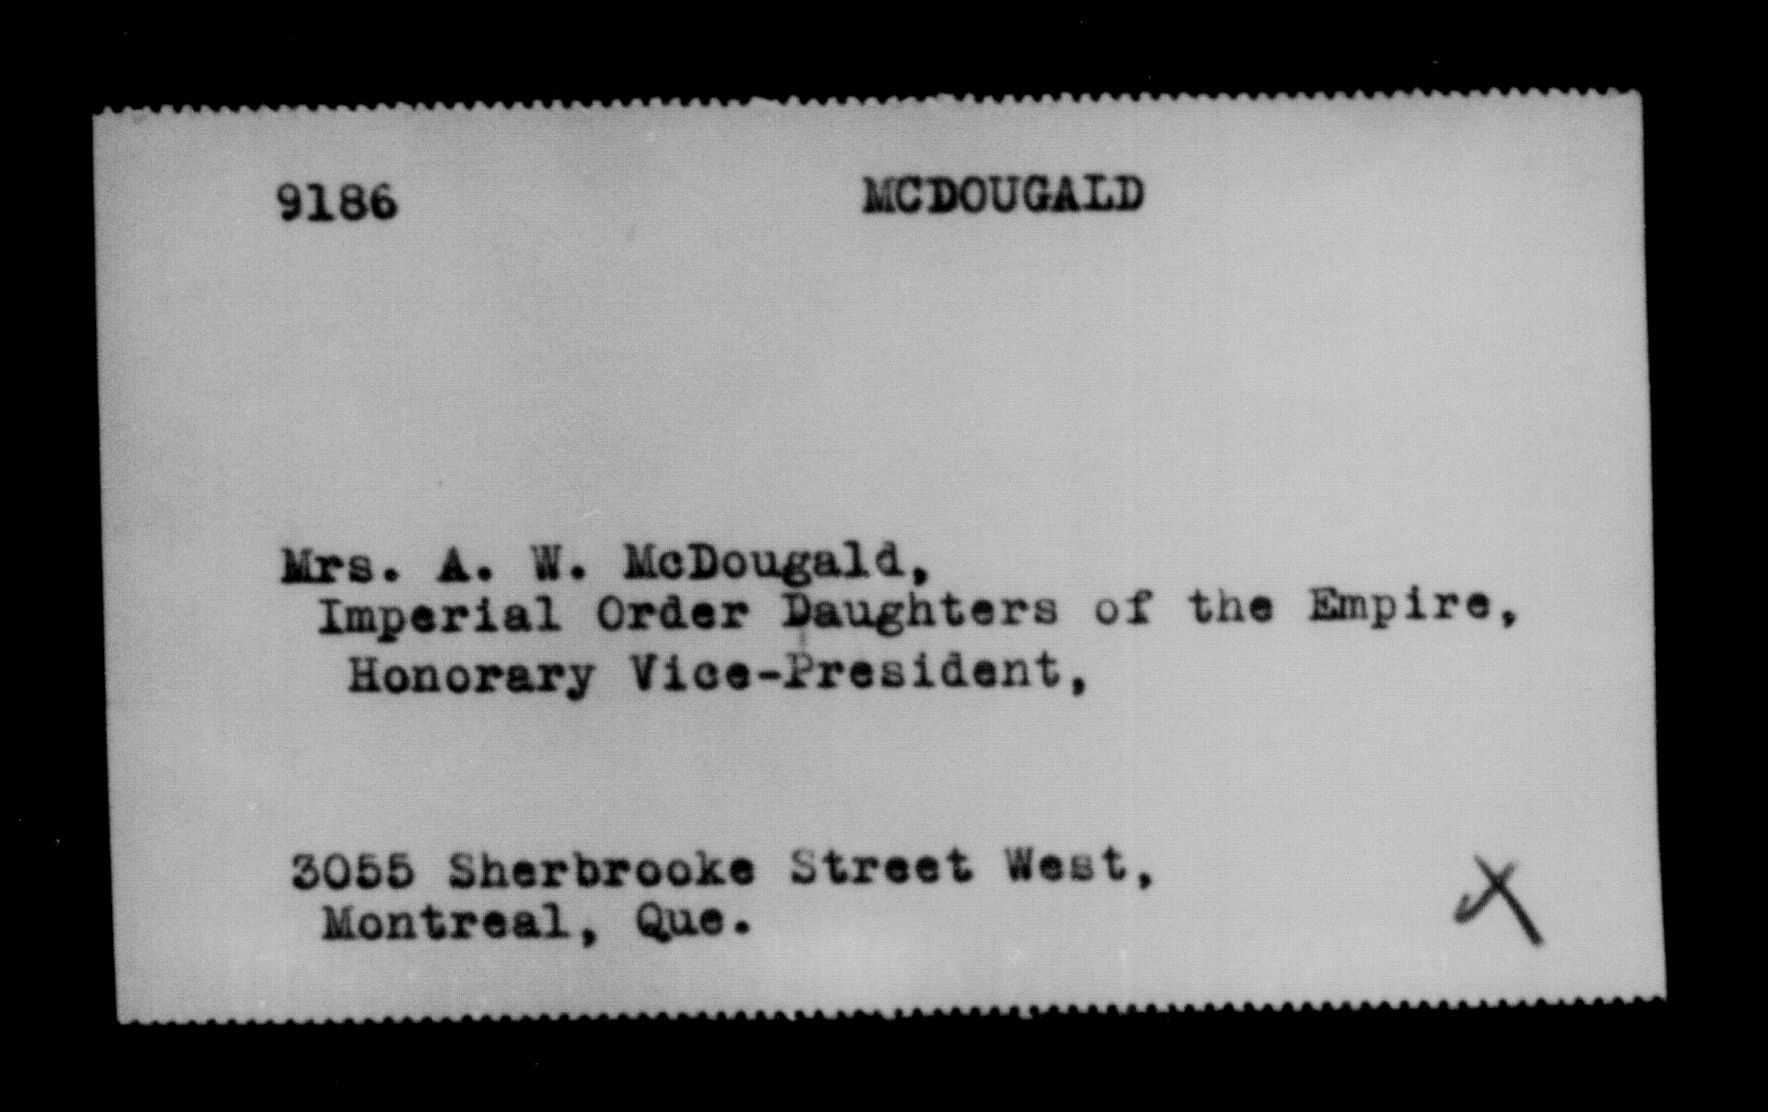 9186 MCDOUGALD
Mrs. A. W. McDougald,
Imperial Order Daughters of the Empire,
Honorary Vice-President,
3055 Sherbrooke Street West,
Montreal, Que.